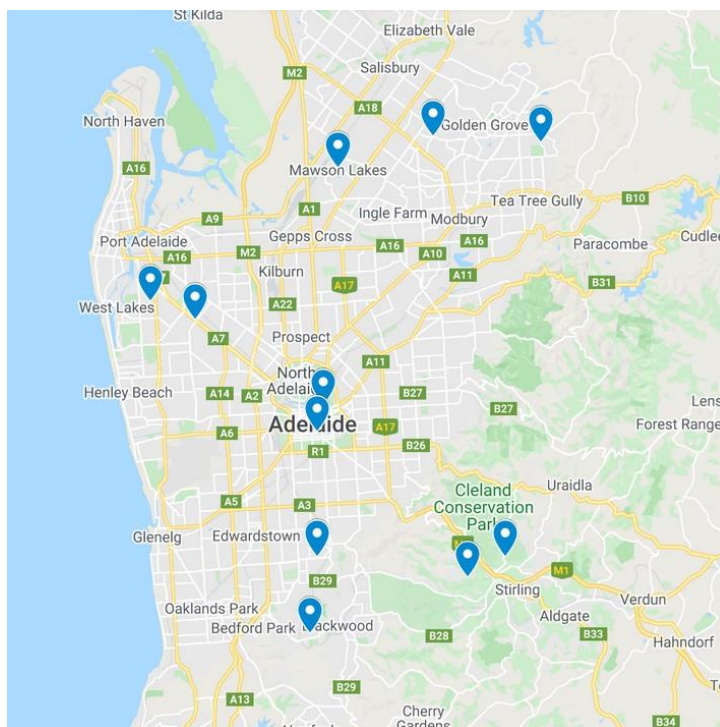 St Kilda
Elizabeth Vale
M2
Salisbury
North Haven
A18
Golden Grove
A16
Mawson Lakes
A1
Tea Tree Gully
B10
A9
Ingle Farm
Modbury
Port Adelaide
Gepps Cross
A16
A16
Paracombe
Cudlee
M2
A10
A16
Kilburn
A11
A17
B31
West Lakes
A22
A7
Prospect
North
Adelaide
A11
Henley Beach
A14
A2
B27
B27
Lens
Forest Range
A6
Adelaide
A17
R1
B26
Uraidla
Cleland
Conservation
Park
A5
A3
Glenelg
Edwardstown
M1
B29
Stirling
Verdun
Oaklands Park
Bedford Park
Blackwood
Aldgate
B33
B28
Hahndorf
B29
A13
Cherry
Gardens
B34